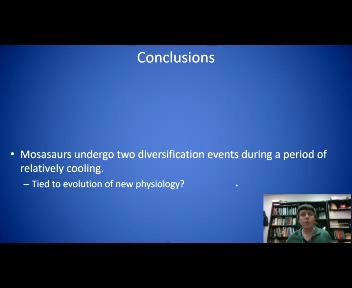 Conclusions
• Mosasaurs undergo two diversification events during a period of
relatively cooling.
– Tied to evolution of new physiology?